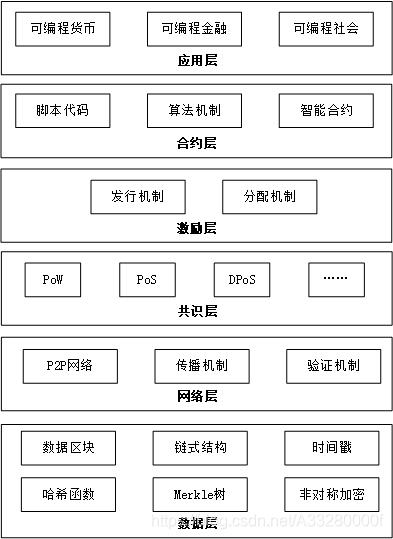 可编程货币 可编程金融 可编程社会
应用层
脚本代码 算法机制 智能合约
合约层
发行机制 分配机制
激励层
PoW PoS DPoS ……
共识层
P2P网络 传播机制 验证机制
网络层
数据区块 链式结构 时间戳
哈希函数 Merkle树 非对称加密
https://blog.csdn.net/A33280000f
数据层